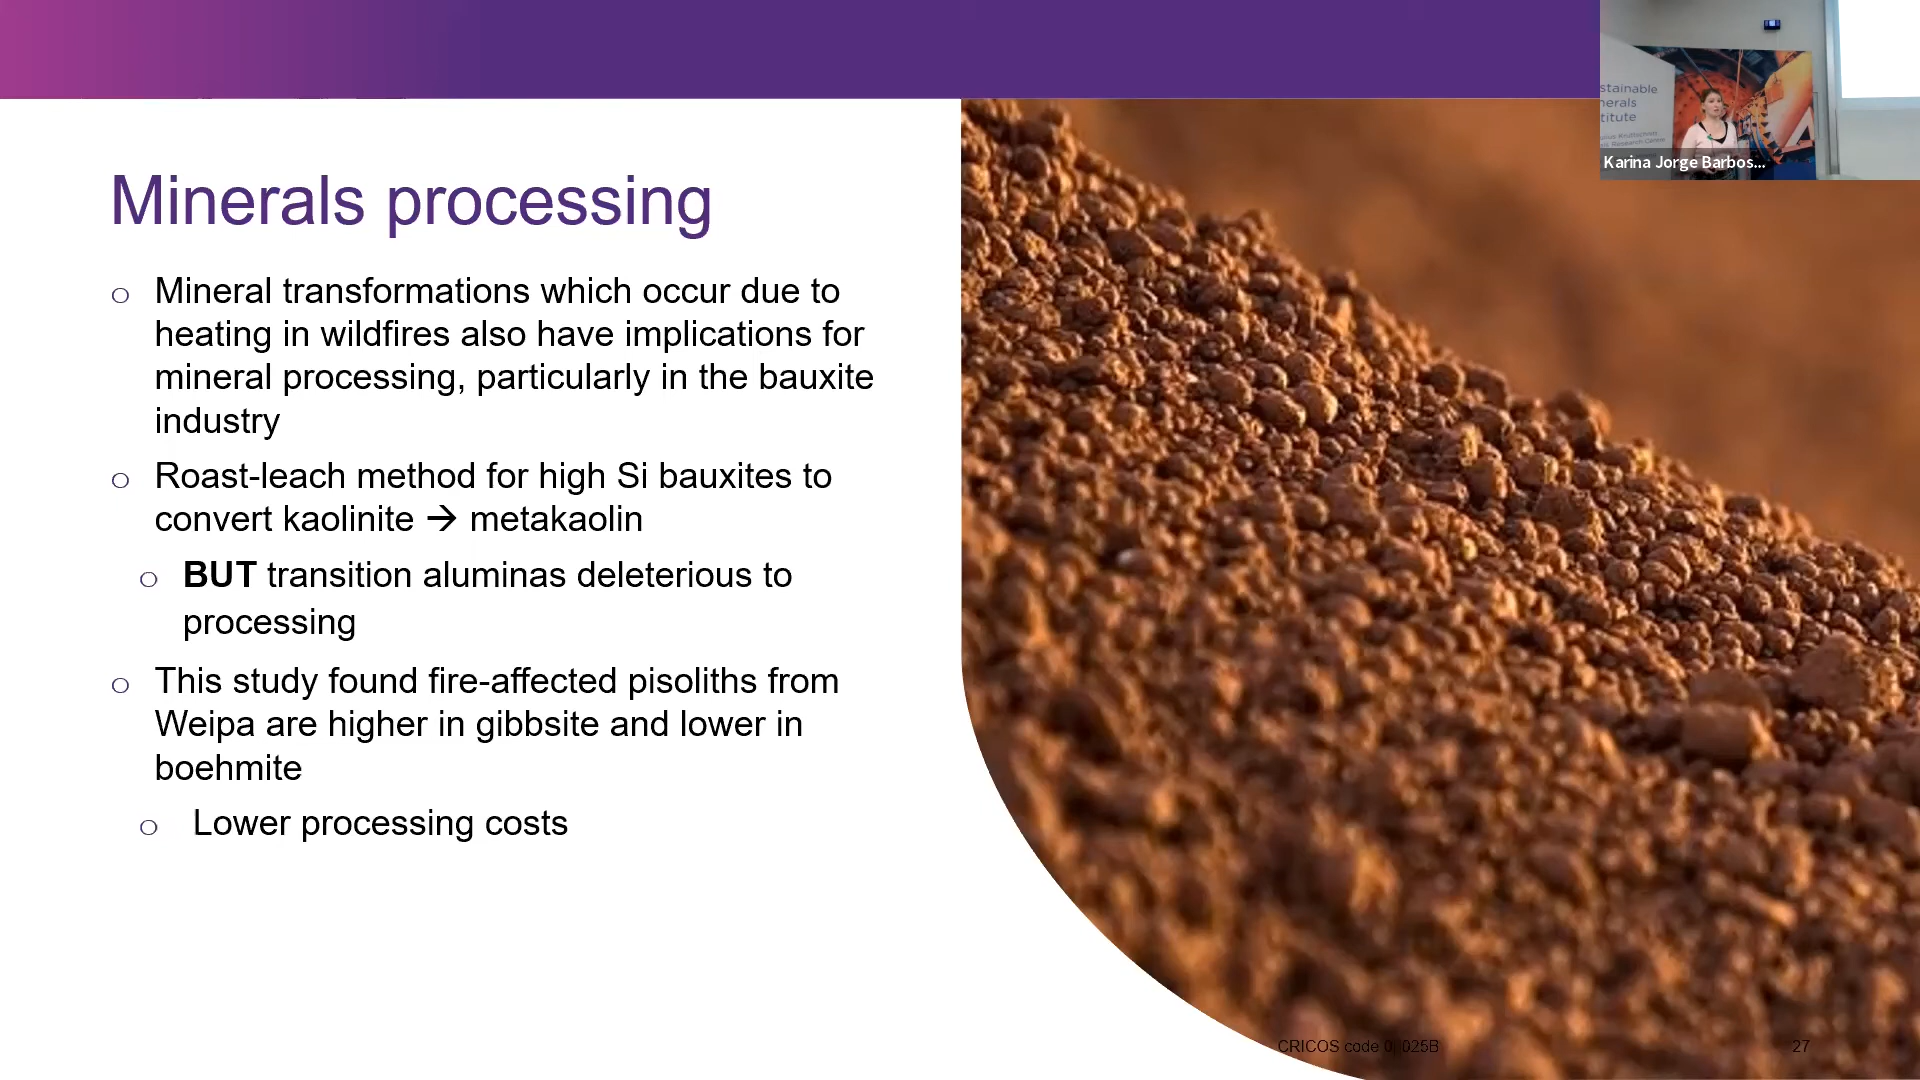 stainable
nerals
titute
Karina Jorge Barbos...
Minerals processing
Mineral transformations which occur due to
heating in wildfires also have implications for
mineral processing, particularly in the bauxite
industry
Roast-leach method for high Si bauxites to
convert kaolinite → metakaolin
BUT transition aluminas deleterious to
processing
This study found fire-affected pisoliths from
Weipa are higher in gibbsite and lower in
boehmite
Lower processing costs
CRICOS code
27